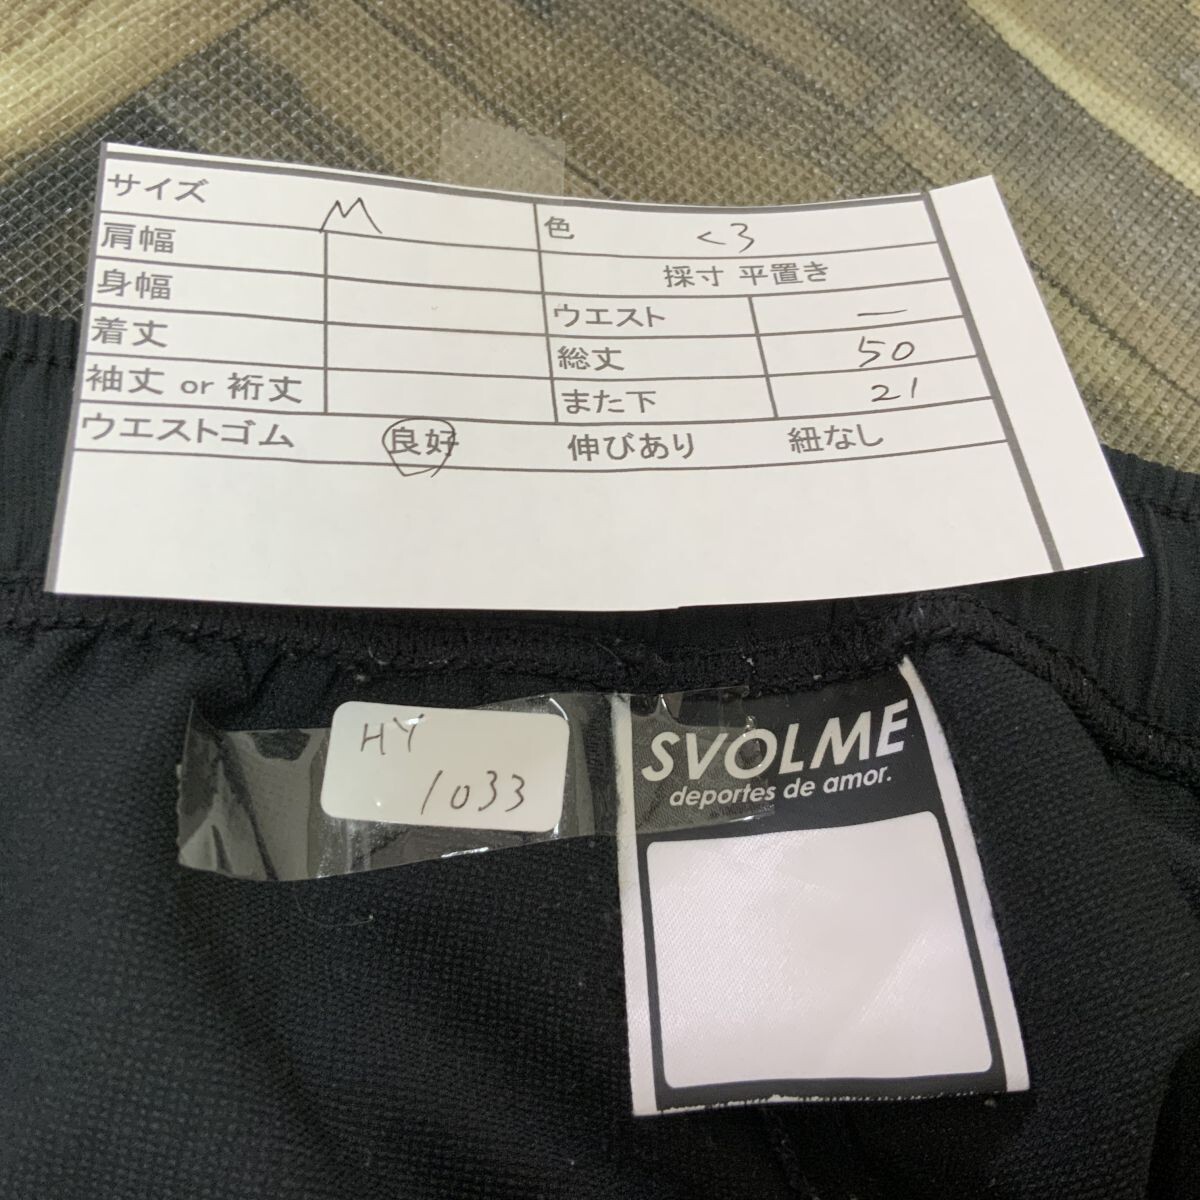 サイズ M 色 くろ
肩幅 採寸 平置き
身幅 ウエスト ―
着丈 総丈 50
袖丈 or 裄丈 また下 21
ウエストゴム 良好 伸びあり 紐なし
HY
1033
SVOLME
deportes de amor.